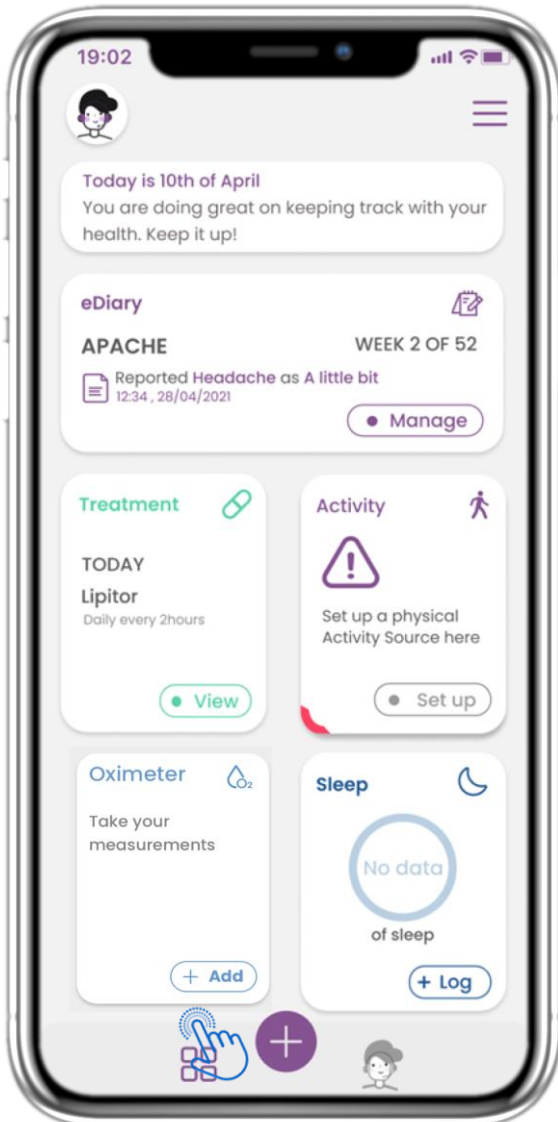 19:02
Today is 10th of April
You are doing great on keeping track with your
health. Keep it up!
eDiary
APACHE
WEEK 2 OF 52
Reported Headache as A little bit
12:34 , 28/04/2021
Manage
Treatment
TODAY
Lipitor
Daily every 2hours
View
Activity
Set up a physical
Activity Source here
Set up
Oximeter
O₂
Take your
measurements
+ Add
Sleep
No data
of sleep
+ Log